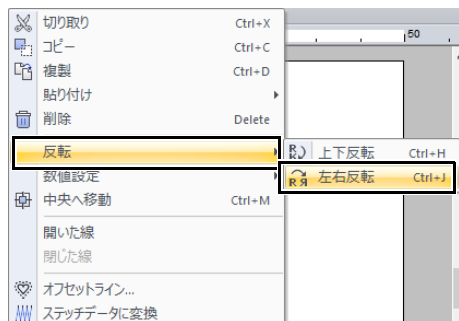 切り取り Ctrl+X
コピー Ctrl+C
複製 Ctrl+D
貼り付け
削除 Delete
反転
上下反転 Ctrl+H
数値設定
左右反転 Ctrl+J
中央へ移動 Ctrl+M
開いた線
閉じた線
オフセットライン...
ステッチデータに変換
50